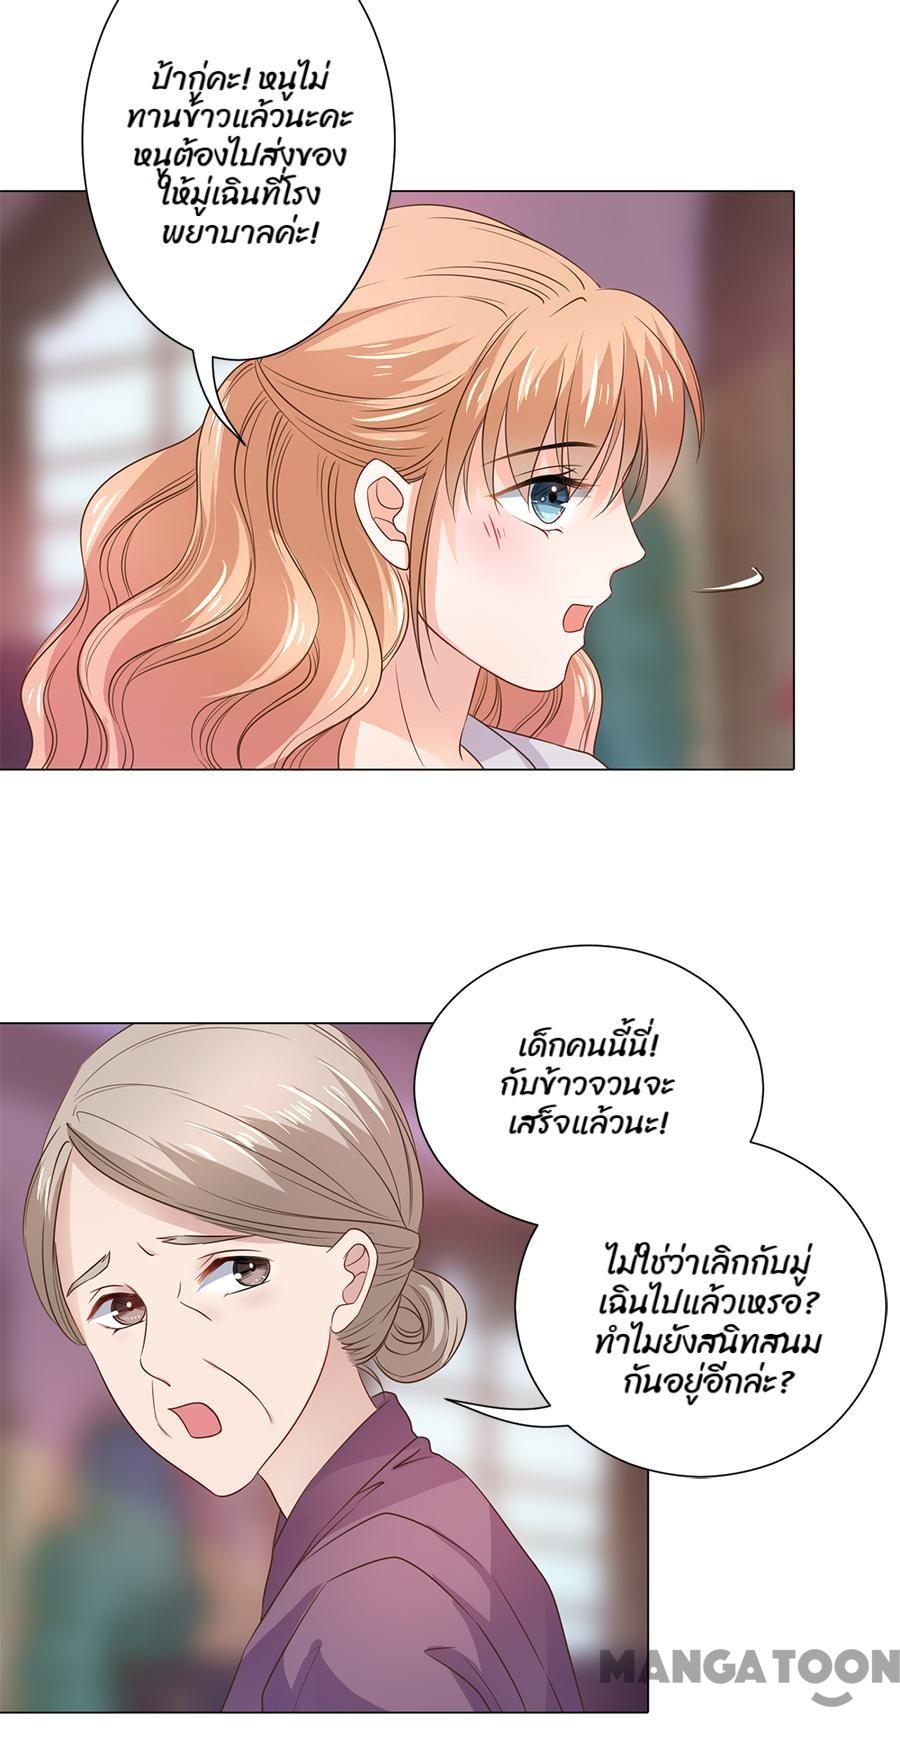 ป้ากู่คะ! หนูไม่
ทานข้าวแล้วนะคะ
หนูต้องไปส่งของ
ให้มู่เฉินที่โรง
พยาบาลค่ะ!
เด็กคนนี้นี่!
กับข้าวจวนจะ
เสร็จแล้วนะ!
ไม่ใช่ว่าเลิกกับมู่
เฉินไปแล้วเหรอ?
ทำไมยังสนิทสนม
กันอยู่อีกล่ะ?
MANGATOON